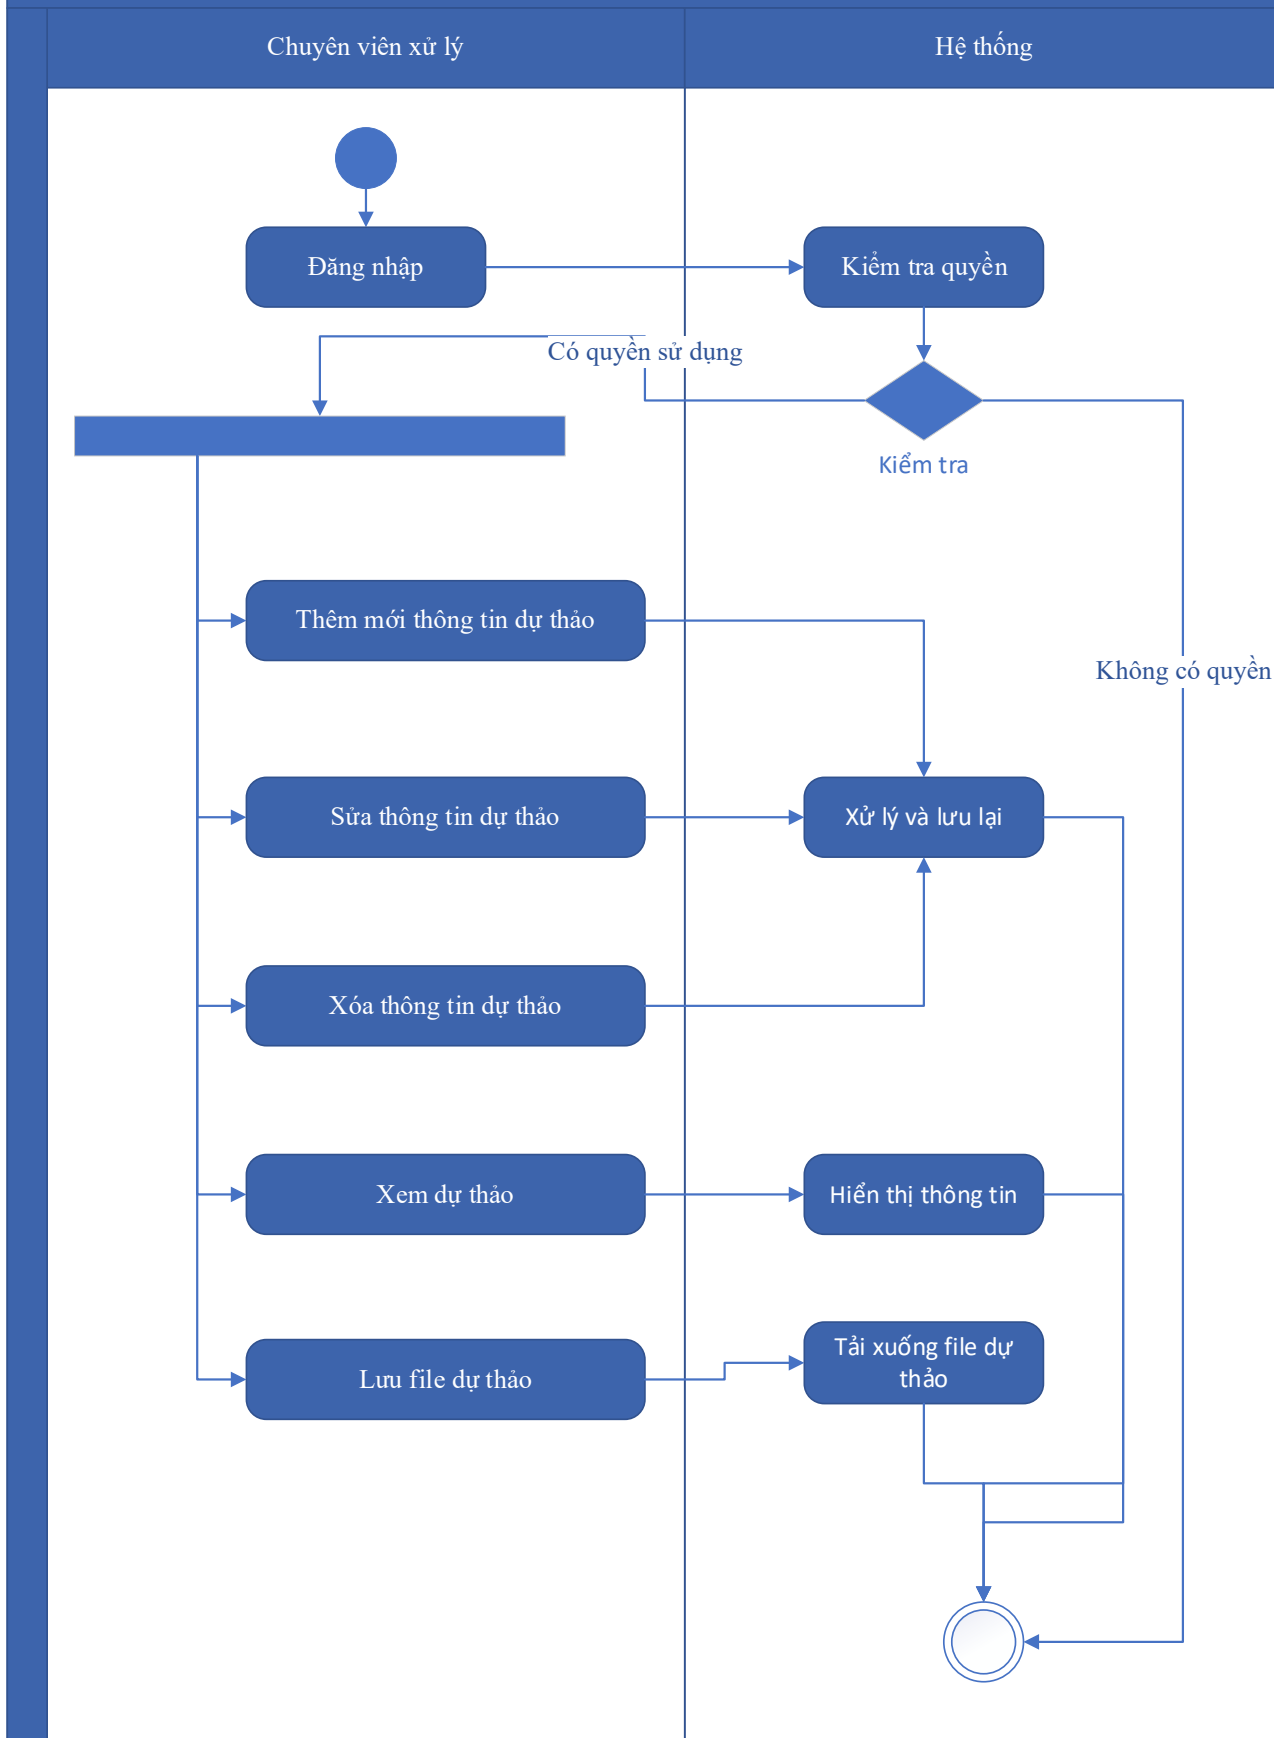 Chuyên viên xử lý
Hệ thống
Đăng nhập
Kiểm tra quyền
Có quyền sử dụng
Kiểm tra
Thêm mới thông tin dự thảo
Không có quyền
Sửa thông tin dự thảo
Xử lý và lưu lại
Xóa thông tin dự thảo
Xem dự thảo
Hiển thị thông tin
Lưu file dự thảo
Tải xuống file dự
thảo